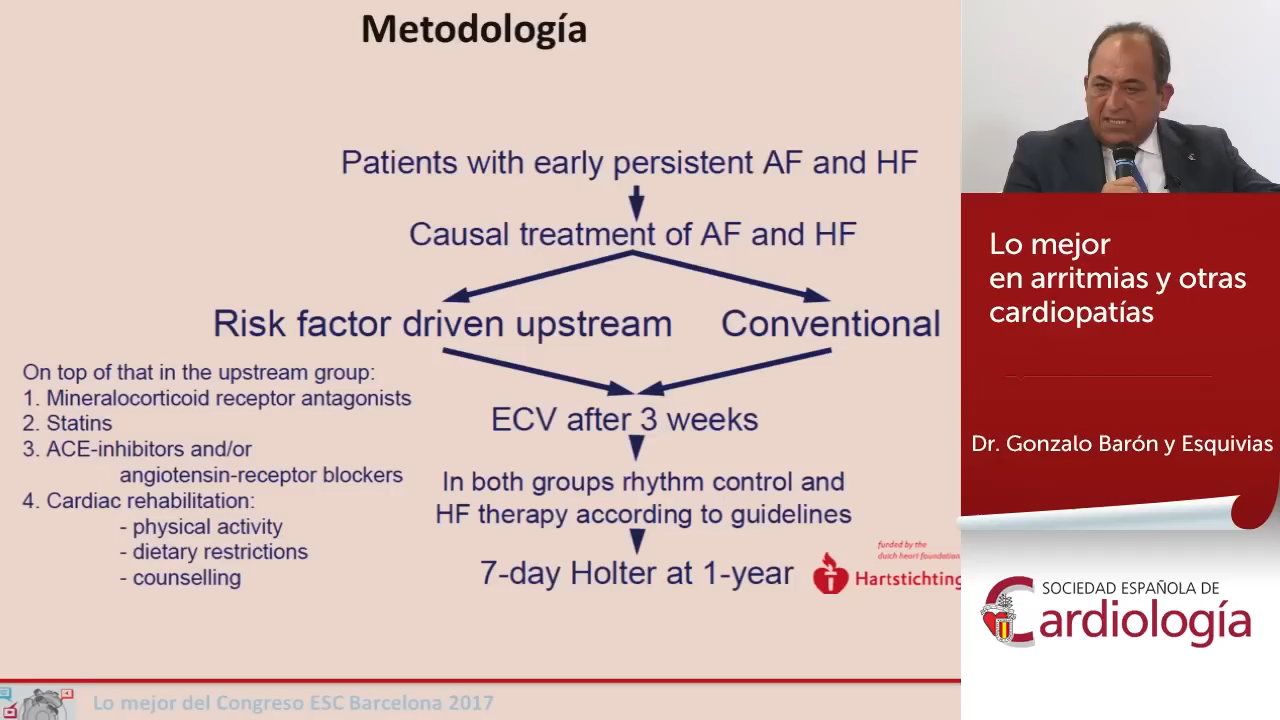 Metodología
Patients with early persistent AF and HF
Causal treatment of AF and HF
Risk factor driven upstream
Conventional
On top of that in the upstream group:
1. Mineralocorticoid receptor antagonists
2. Statins
3. ACE-inhibitors and/or
angiotensin-receptor blockers
4. Cardiac rehabilitation:
- physical activity
- dietary restrictions
- counselling
ECV after 3 weeks
In both groups rhythm control and
HF therapy according to guidelines
7-day Holter at 1-year
funded by the
dutch heart foundation
Hartstichting
Lo mejor del Congreso ESC Barcelona 2017
Lo mejor
en arritmias y otras
cardiopatías
Dr. Gonzalo Barón y Esquivias
SOCIEDAD ESPAÑOLA DE
Cardiología